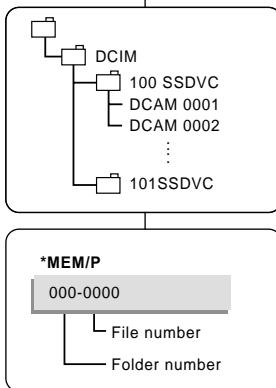 DCIM
100 SSDVC
DCAM 0001
DCAM 0002
101SSDVC
*MEM/P
000-0000
File number
Folder number